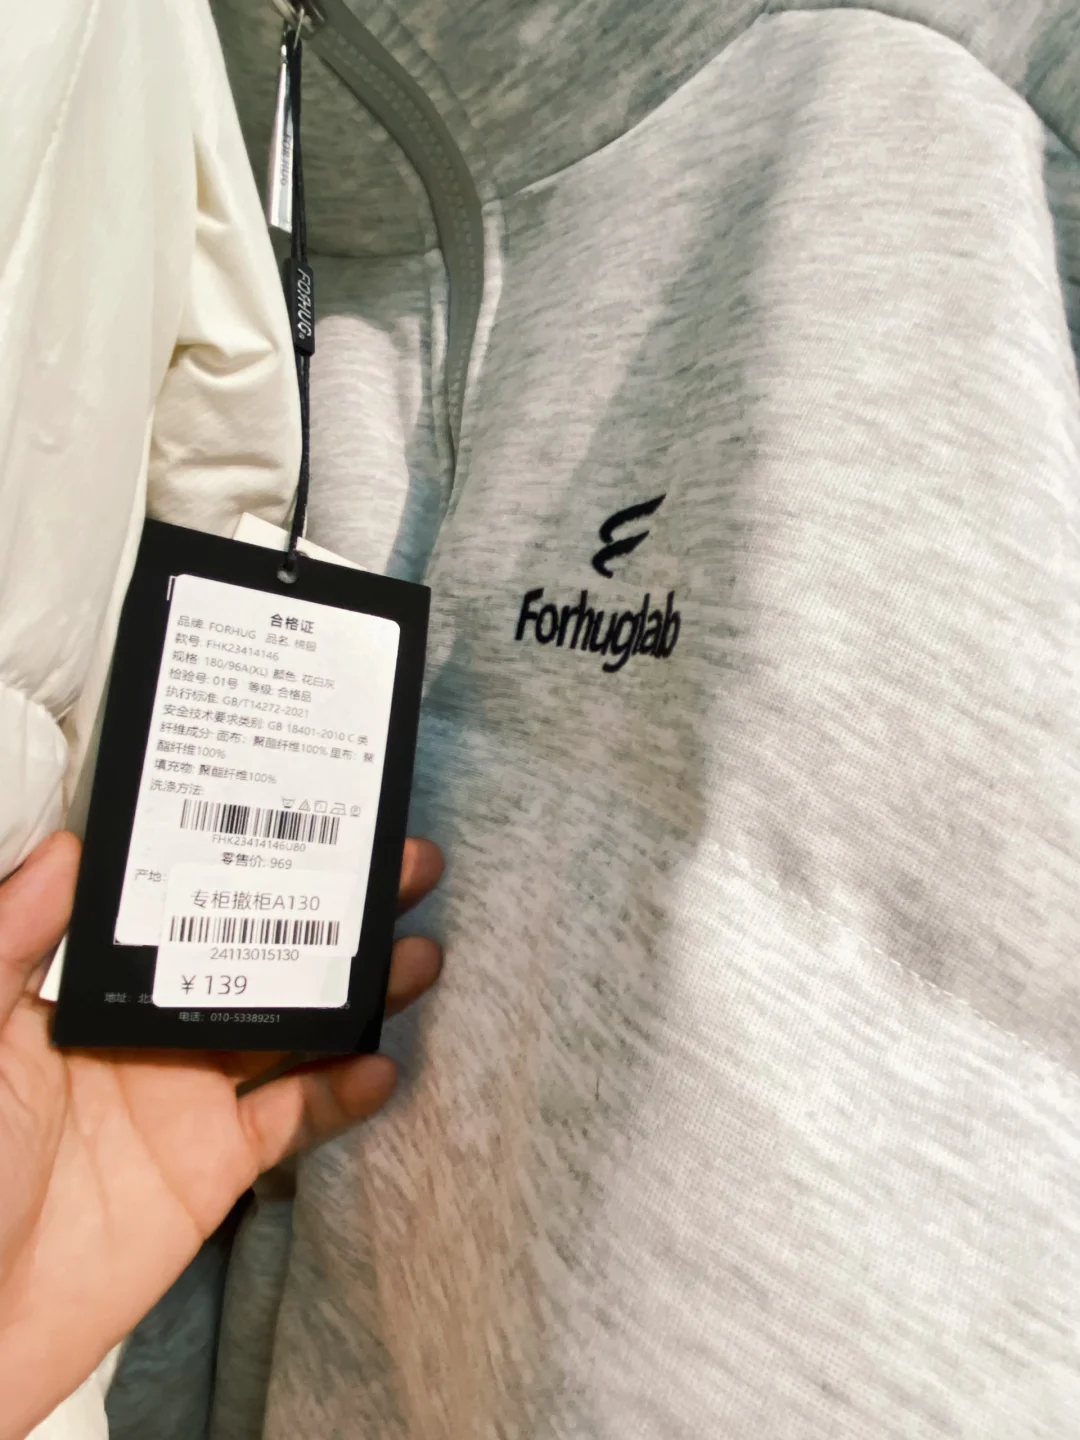 FORHUG
Forhuglab
合格证
品牌: FORHUG 品名: 棉服
款号: FHK23414146
规格: 180/96A(XL) 颜色: 花白灰
检验号: 01号 等级: 合格品
执行标准: GB/T14272-2021
安全技术要求类别: GB 18401-2010 C 类
纤维成分: 面布: 聚酯纤维100% 里布: 聚
酯纤维100%
填充物: 聚酯纤维100%
洗涤方法:
FHK23414146U80
零售价: 969
产地:
专柜撤柜A130
24113015130
¥ 139
地址: 北
电话: 010-53389251